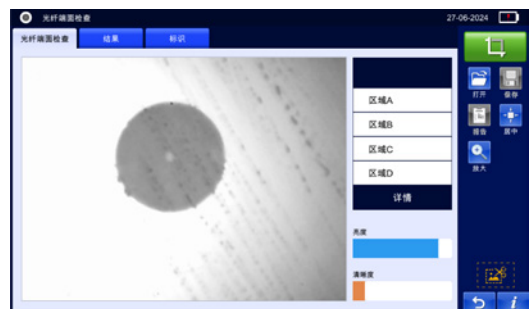 光纤端面检查 27-06-2024
光纤端面检查 结果 标识
区域A
区域B
区域C
区域D
详情
亮度
清晰度
打开 保存
报告 居中
放大